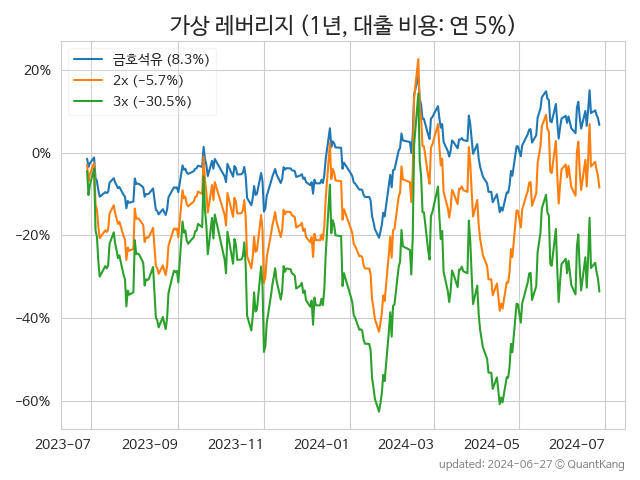 가상 레버리지 (1년, 대출 비용: 연 5%)
금호석유 (8.3%)
2x (−5.7%)
3x (−30.5%)
20%
0%
−20%
−40%
−60%
2023-07 2023-09 2023-11 2024-01 2024-03 2024-05 2024-07
updated: 2024-06-27 © QuantKang